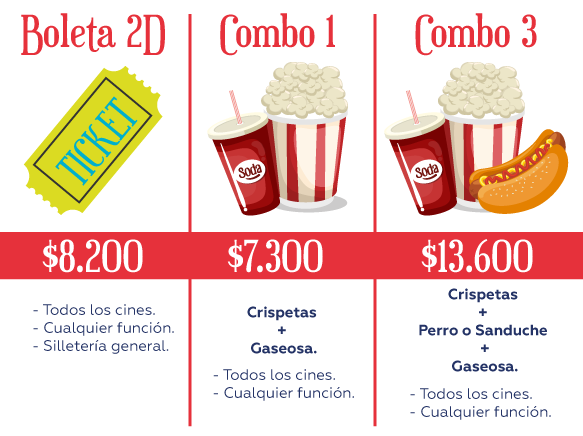 Boleta 2D
TICKET
$8.200
- Todos los cines.
- Cualquier función.
- Silletería general.
Combo 1
Soda
$7.300
Crispetas
+
Gaseosa.
- Todos los cines.
- Cualquier función.
Combo 3
Soda
$13.600
Crispetas
+
Perro o Sanduche
+
Gaseosa.
- Todos los cines.
- Cualquier función.